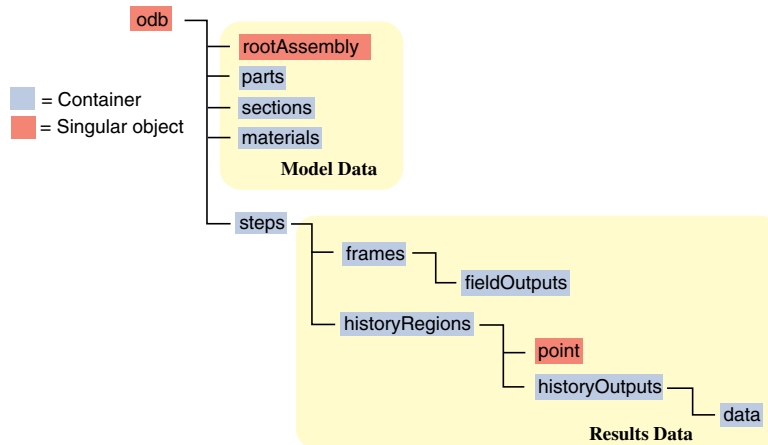 odb
rootAssembly
parts
sections
materials
Model Data
= Container
= Singular object
steps
frames
fieldOutputs
historyRegions
point
historyOutputs
data
Results Data